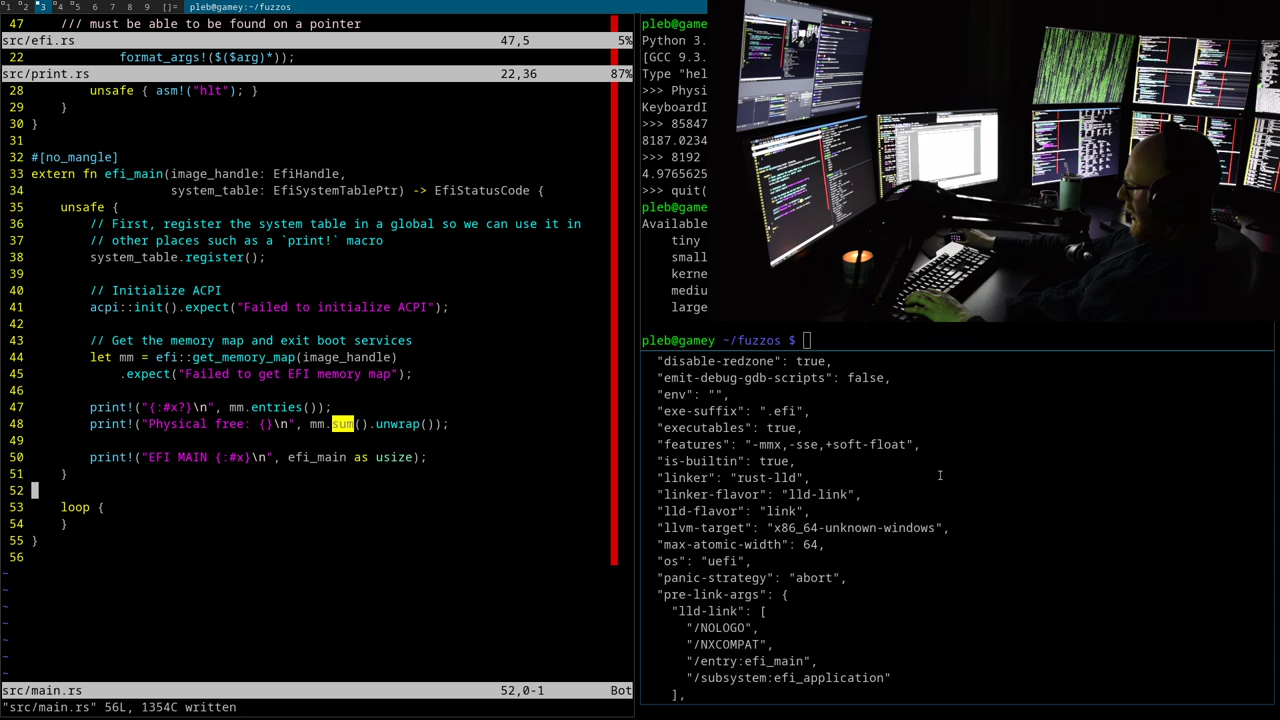 1 2 3 4 5 6 7 8 9 []= pleb@gamey:~/fuzzos
47 /// must be able to be found on a pointer
src/efi.rs 47,5 5%
22 format_args!($($arg)*));
src/print.rs 22,36 87%
28 unsafe { asm!("hlt"); }
29 }
30 }
31
32 #[no_mangle]
33 extern fn efi_main(image_handle: EfiHandle,
34 system_table: EfiSystemTablePtr) -> EfiStatusCode {
35 unsafe {
36 // First, register the system table in a global so we can use it in
37 // other places such as a `print!` macro
38 system_table.register();
39
40 // Initialize ACPI
41 acpi::init().expect("Failed to initialize ACPI");
42
43 // Get the memory map and exit boot services
44 let mm = efi::get_memory_map(image_handle)
45 .expect("Failed to get EFI memory map");
46
47 print!("{:#x?}\n", mm.entries());
48 print!("Physical free: {}\n", mm.sum().unwrap());
49
50 print!("EFI MAIN {:#x}\n", efi_main as usize);
51 }
52
53 loop {
54 }
55 }
56
~
~
~
~
~
~
~
src/main.rs 52,0-1 Bot
"src/main.rs" 56L, 1354C written
pleb@game
Python 3.
[GCC 9.3.
Type "hel
>>> Physi
KeyboardI
>>> 85847
8187.0234
>>> 8192
4.9765625
>>> quit(
pleb@game
Available
tiny
small
kerne
mediu
large
pleb@gamey ~/fuzzos $
"disable-redzone": true,
"emit-debug-gdb-scripts": false,
"env": "",
"exe-suffix": ".efi",
"executables": true,
"features": "-mmx,-sse,+soft-float",
"is-builtin": true,
"linker": "rust-lld",
"linker-flavor": "lld-link",
"lld-flavor": "link",
"llvm-target": "x86_64-unknown-windows",
"max-atomic-width": 64,
"os": "uefi",
"panic-strategy": "abort",
"pre-link-args": {
"lld-link": [
"/NOLOGO",
"/NXCOMPAT",
"/entry:efi_main",
"/subsystem:efi_application"
],